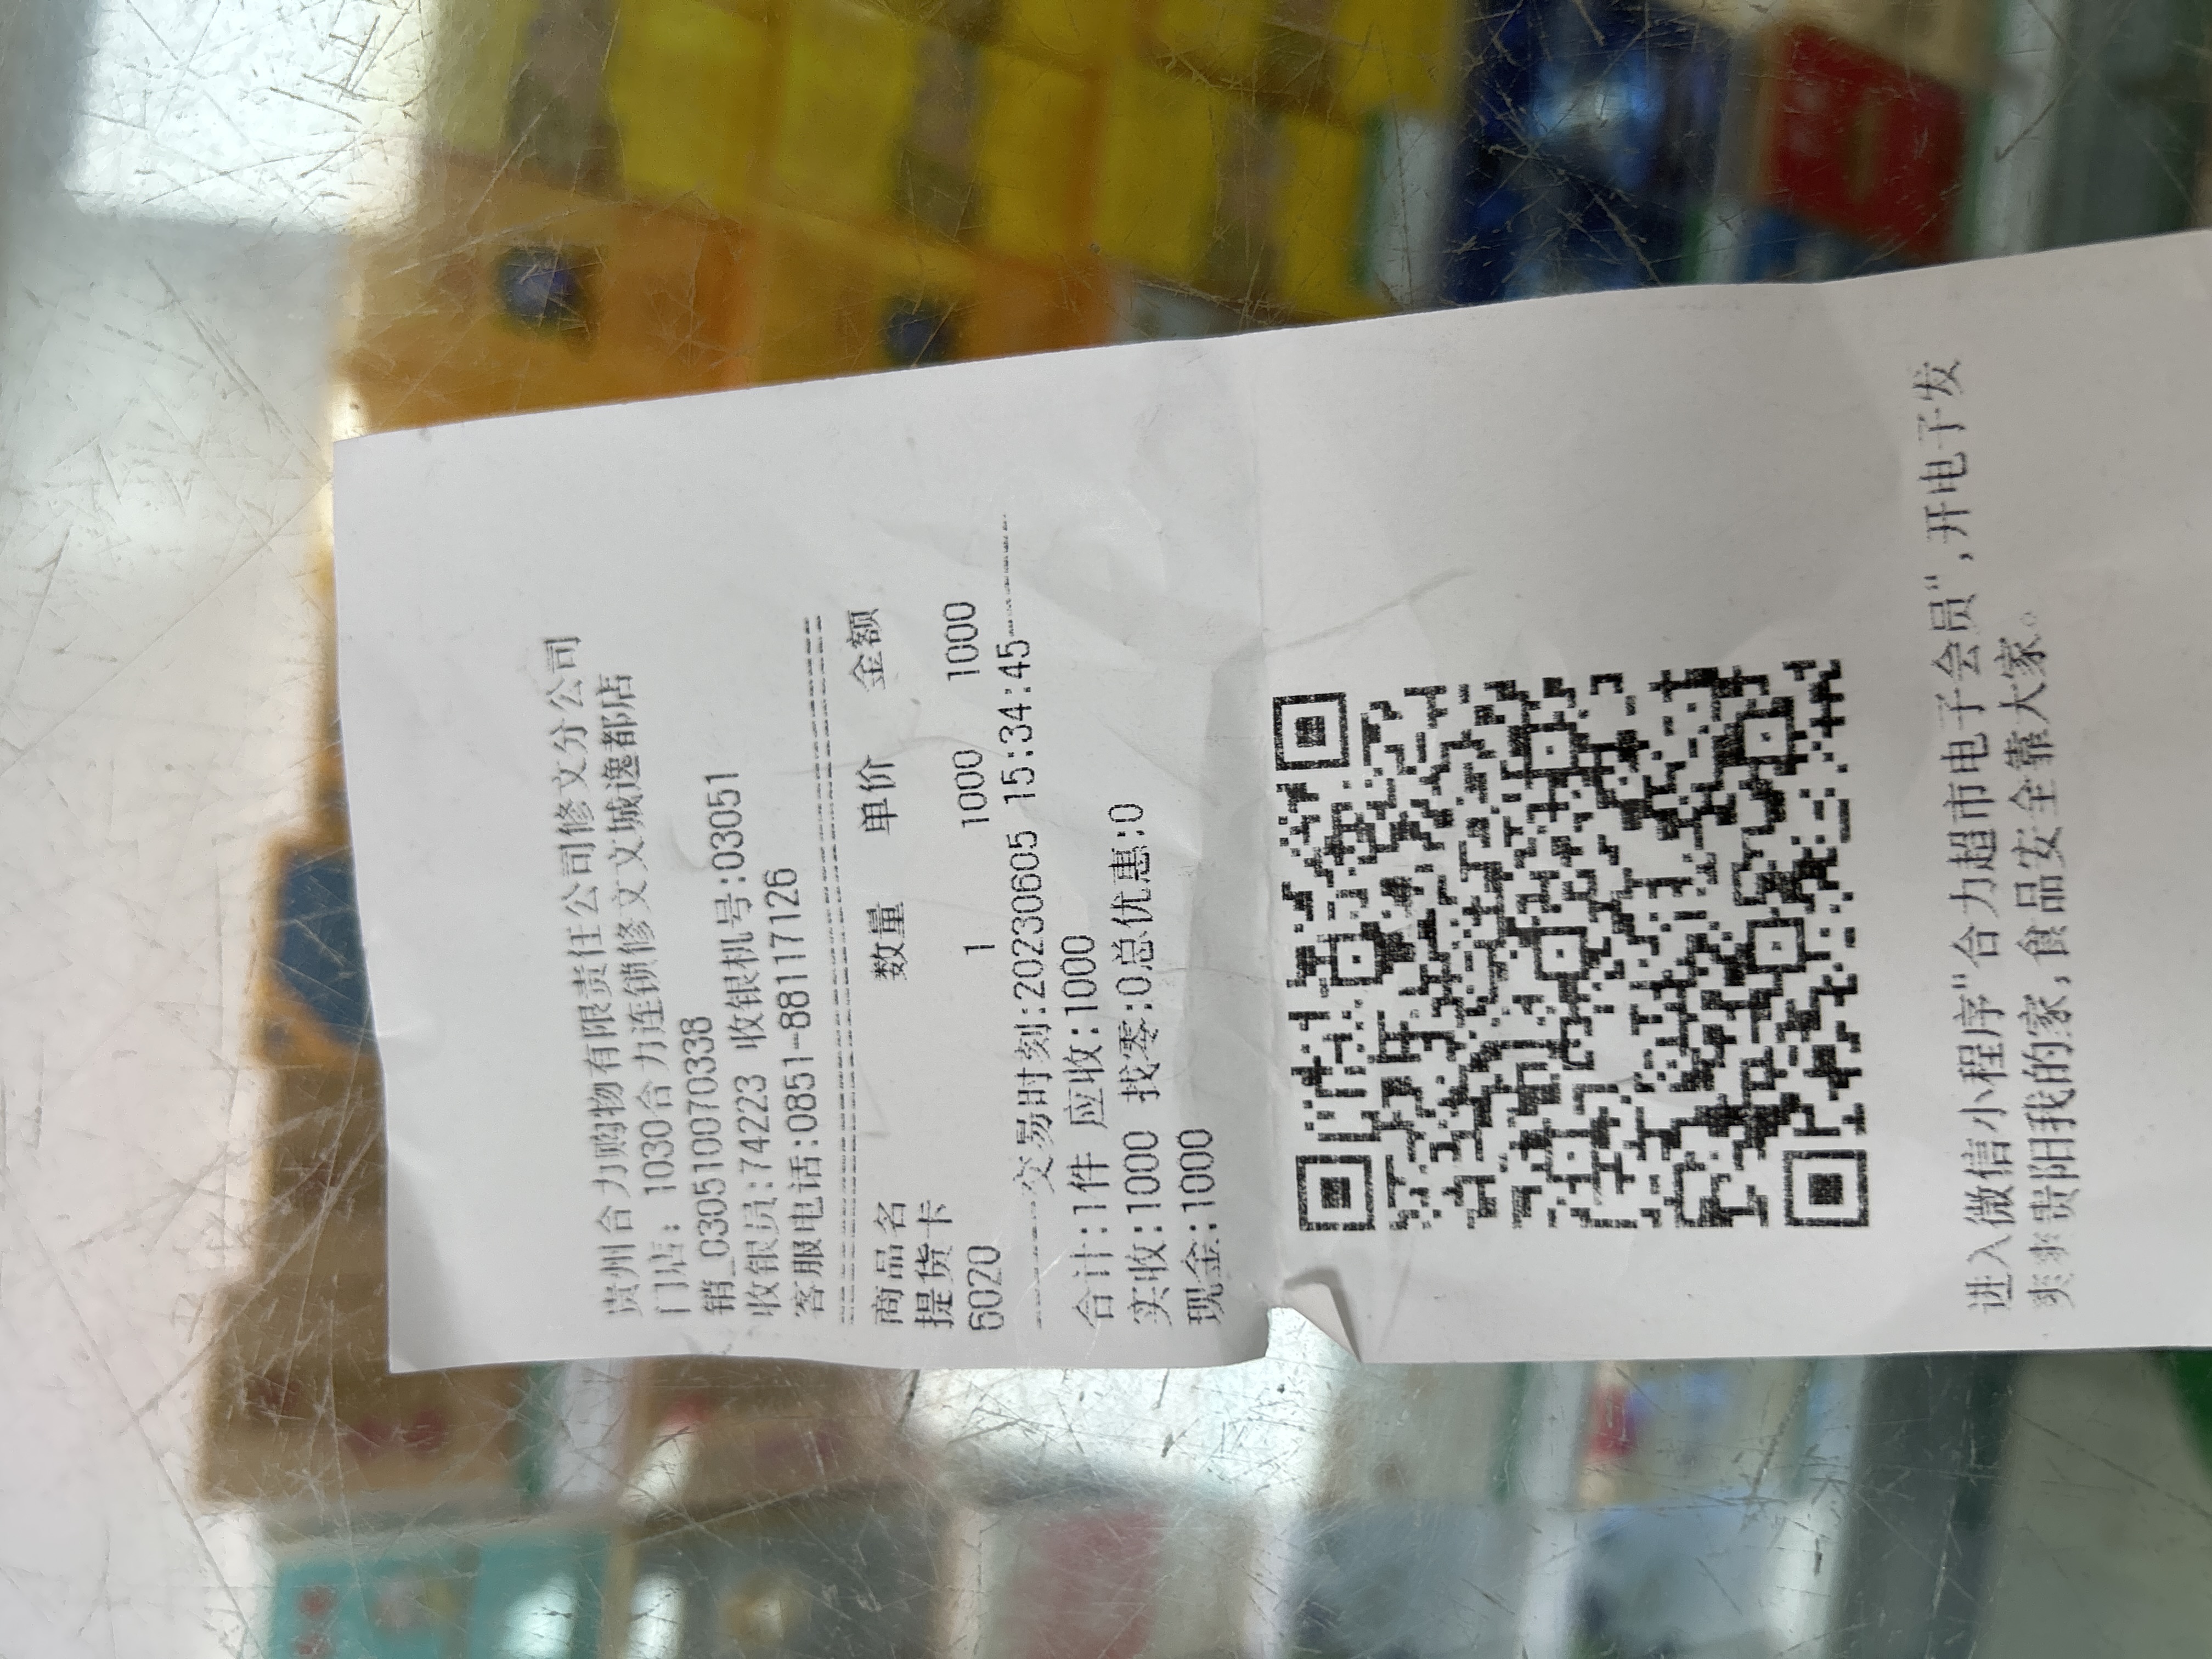 贵州合力购物有限责任公司修文分公司
门店: 1030合力连锁修文文城逸都店
销_030510070338
收银员:74223 收银机号:03051
客服电话:0851-88117126
商品名 数量 单价 金额
提货卡
6020 1 1000 1000
交易时刻:20230605 15:34:45
合计:1件 应收:1000
实收:1000 找零:0总优惠:0
现金:1000
进入微信小程序"合力超市电子会员",开电子发
爽爽贵阳我的家,食品安全靠大家。